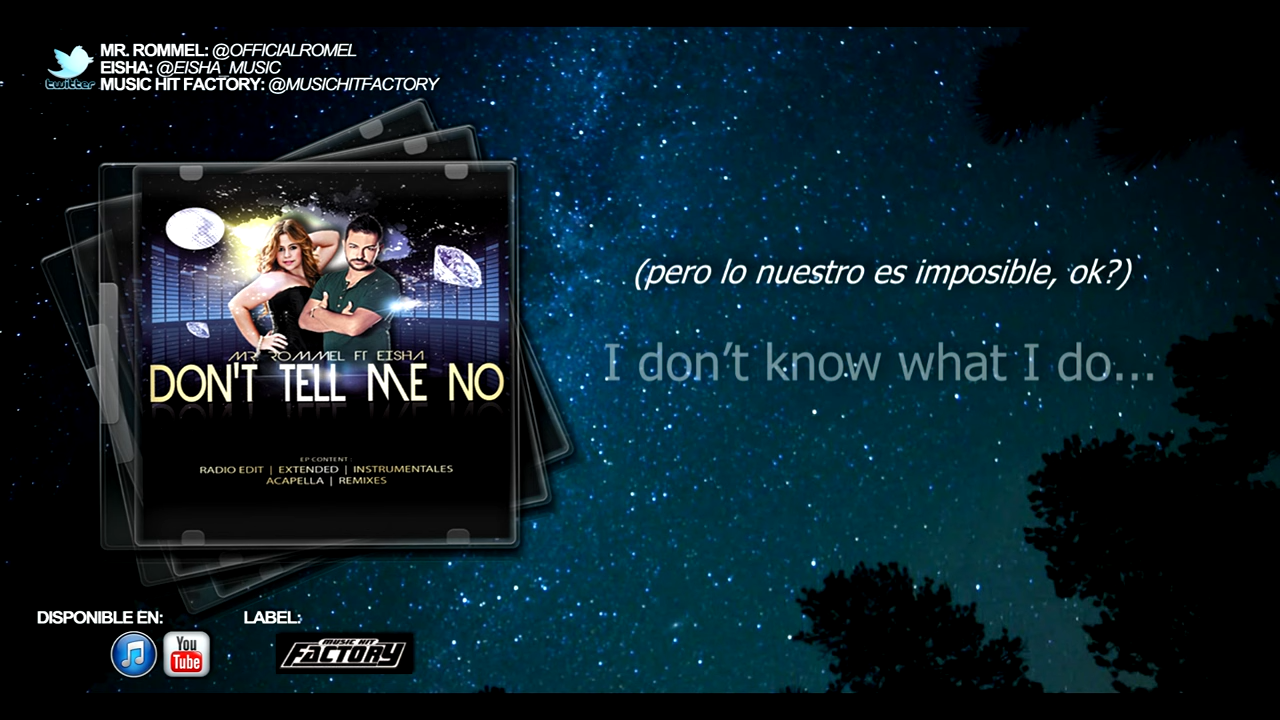 MR. ROMMEL: @OFFICIALROMEL
EISHA: @EISHA_MUSIC
MUSIC HIT FACTORY: @MUSICHITFACTORY
twitter
MR. ROMMEL FT EISHA
DON'T TELL ME NO
EP CONTENT:
RADIO EDIT | EXTENDED | INSTRUMENTALES
ACAPELLA | REMIXES
(pero lo nuestro es imposible, ok?)
I don’t know what I do...
DISPONIBLE EN:
LABEL:
You
Tube
MUSIC HIT
FACTORY